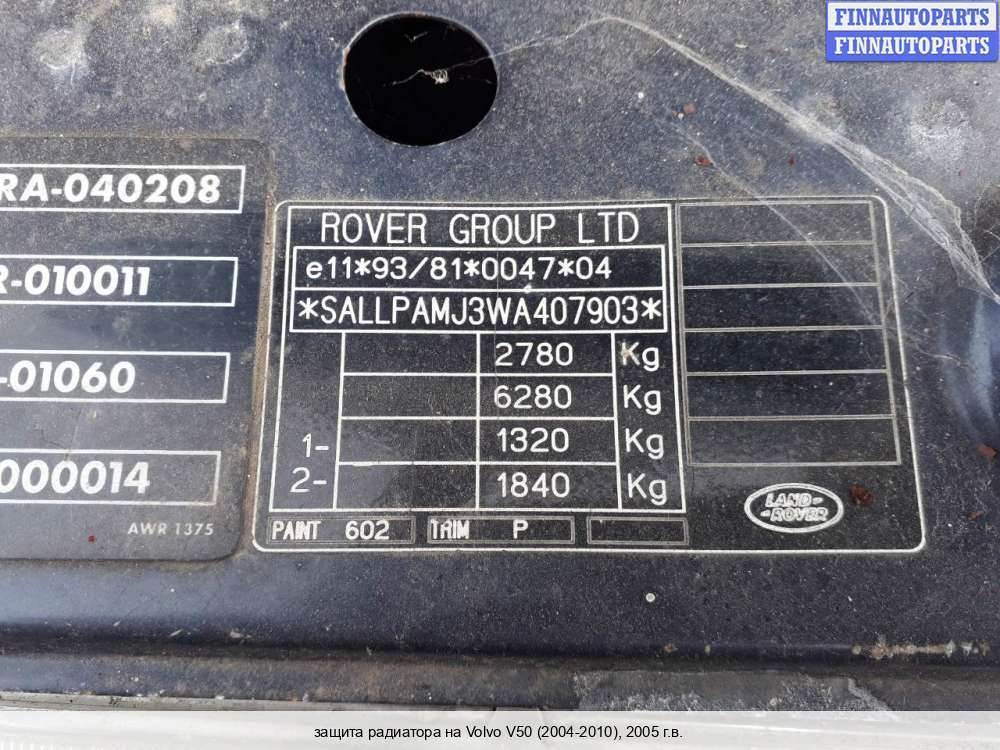 FINNAUTOPARTS
FINNAUTOPARTS
RA-040208
R-010011
-01060
000014
AWR 1375
ROVER GROUP LTD
e11*93/81*0047*04
*SALLPAMJ3WA407903*
2780 Kg
6280 Kg
1- 1320 Kg
2- 1840 Kg
PAINT 602 TRIM P
LAND-
-ROVER
защита радиатора на Volvo V50 (2004-2010), 2005 г.в.